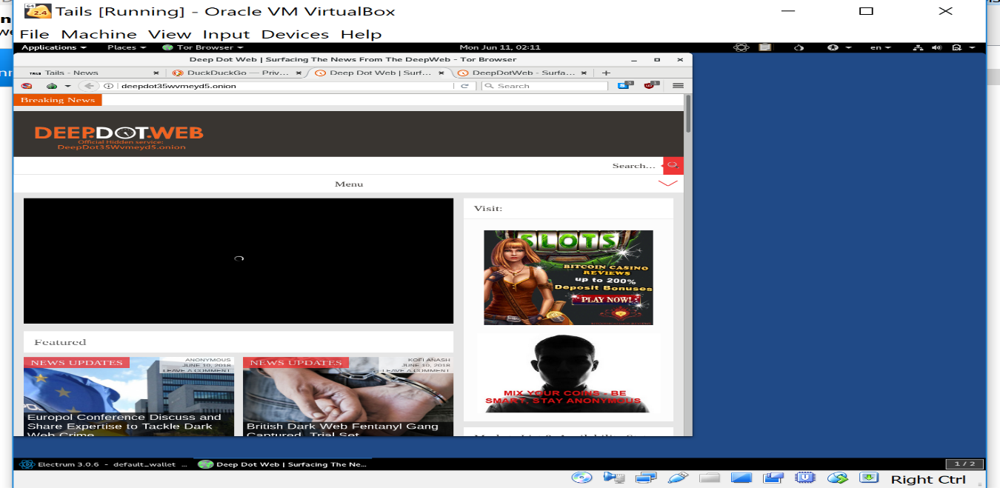 Tails [Running] - Oracle VM VirtualBox
File Machine View Input Devices Help
Applications Places Tor Browser Mon Jun 11, 02:11 en
Deep Dot Web | Surfacing The News From The DeepWeb - Tor Browser
Tails - News DuckDuckGo — Priv... Deep Dot Web | Surf... DeepDotWeb - Surfa...
deepdot35wvmeyd5.onion Search
Breaking News
DEEP.DOT.WEB
Official Hidden service:
DeepDot35Wvmeyd5.onion
Search...
Menu
Visit:
SLOTS
BITCOIN CASINO
REVIEWS
up to 200%
Deposit Bonuses
PLAY NOW!
Featured
NEWS UPDATES
ANONYMOUS
JUNE 10, 2018
LEAVE A COMMENT
Europol Conference Discuss and
Share Expertise to Tackle Dark
Web Crime
NEWS UPDATES
KOFI ANASH
JUNE 10, 2018
LEAVE A COMMENT
British Dark Web Fentanyl Gang
Captured, Trial Set
MIX YOUR COINS - BE
SMART, STAY ANONYMOUS
Electrum 3.0.6 - default_wallet ... Deep Dot Web | Surfacing The Ne... 1 / 2
Right Ctrl